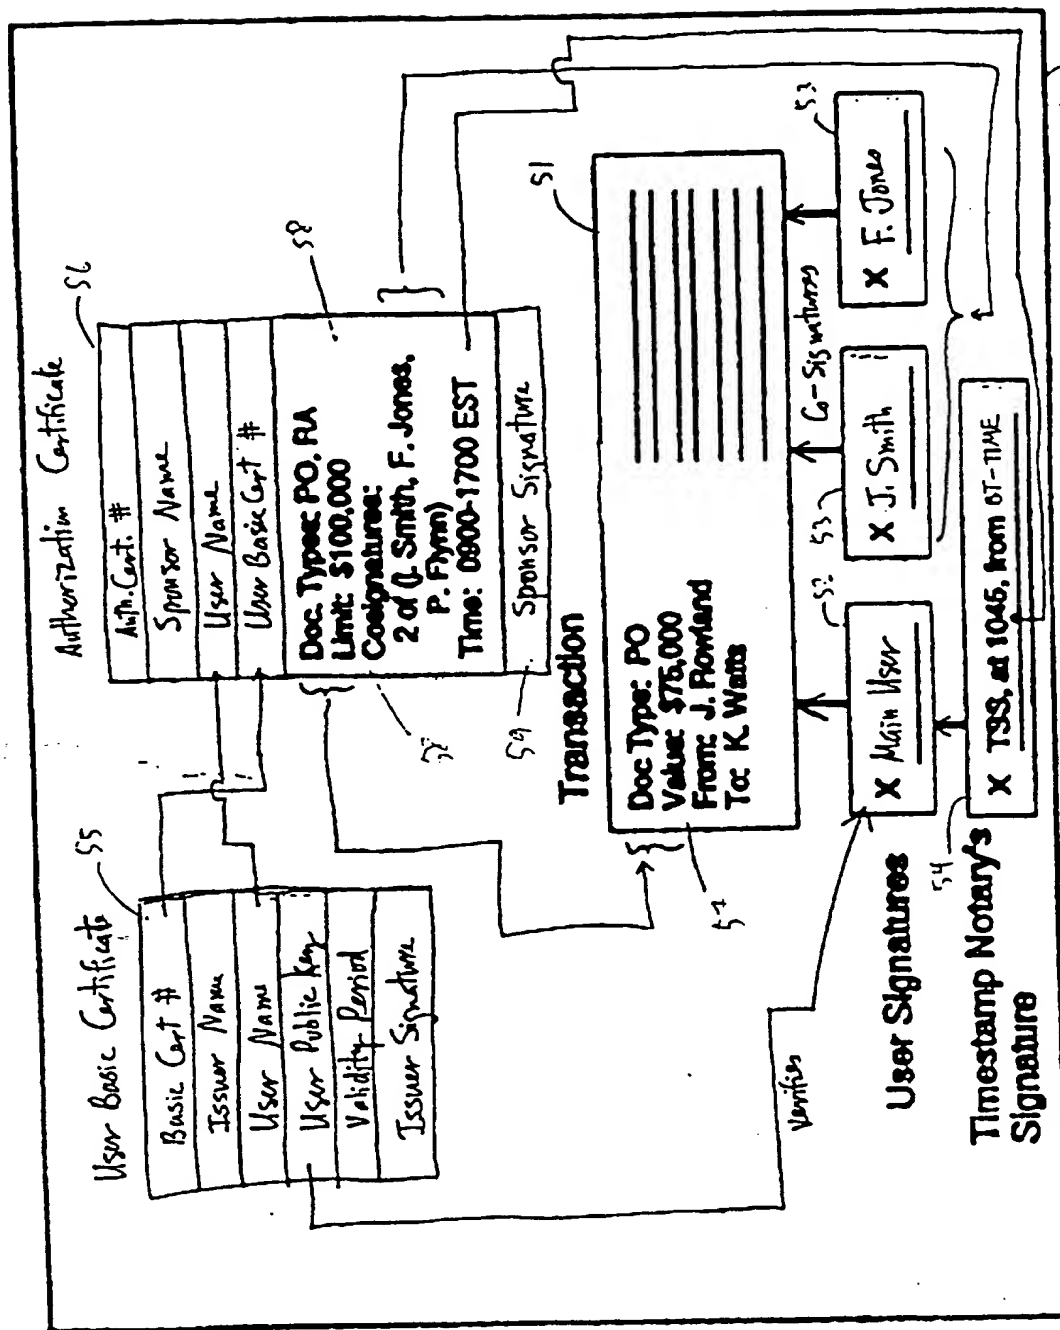 User Basic Certificate
55
Basic Cert #
Issuer Name
User Name
User Public Key
Validity Period
Issuer Signature
Authorization Certificate
56
Auth. Cert. #
Sponsor Name
User Name
User Basic Cert #
Doc. Types: PO, RA
Limit: $100,000
Cosignatures:
2 of (J. Smith, F. Jones,
P. Flynn)
Time: 0900-1700 EST
58
58
Sponsor Signature
59
Transaction
51
Doc Type: PO
Value: $75,000
From: J. Rowland
To: K. Watts
57
verifies
Co-Signatures
User Signatures
X Main User
52
X J. Smith
53
X F. Jones
53
Timestamp Notary's
Signature
54
X TSS, at 1045, from BT-TIME